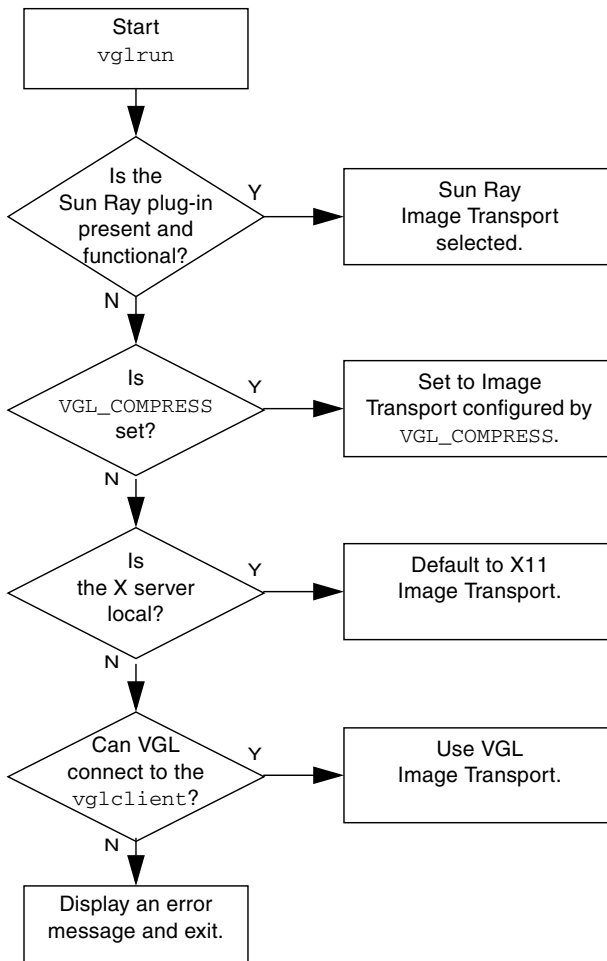 Start
vglrun
Is the
Sun Ray plug-in
present and
functional?
Y
Sun Ray
Image Transport
selected.
N
Is
VGL_COMPRESS
set?
Y
Set to Image
Transport configured by
VGL_COMPRESS.
N
Is
the X server
local?
Y
Default to X11
Image Transport.
N
Can VGL
connect to the
vglclient?
Y
Use VGL
Image Transport.
N
Display an error
message and exit.